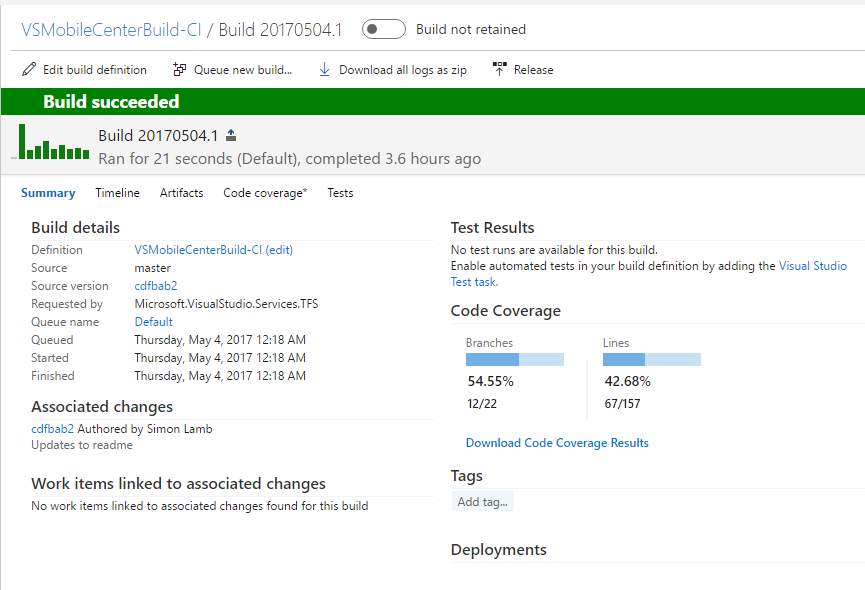 VSMobileCenterBuild-CI / Build 20170504.1 Build not retained
Edit build definition Queue new build... Download all logs as zip Release
Build succeeded
Build 20170504.1
Ran for 21 seconds (Default), completed 3.6 hours ago
Summary Timeline Artifacts Code coverage* Tests
Build details
Definition VSMobileCenterBuild-CI (edit)
Source master
Source version cdfbab2
Requested by Microsoft.VisualStudio.Services.TFS
Queue name Default
Queued Thursday, May 4, 2017 12:18 AM
Started Thursday, May 4, 2017 12:18 AM
Finished Thursday, May 4, 2017 12:18 AM
Associated changes
cdfbab2 Authored by Simon Lamb
Updates to readme
Work items linked to associated changes
No work items linked to associated changes found for this build
Test Results
No test runs are available for this build.
Enable automated tests in your build definition by adding the Visual Studio
Test task.
Code Coverage
Branches Lines
54.55% 42.68%
12/22 67/157
Download Code Coverage Results
Tags
Add tag...
Deployments